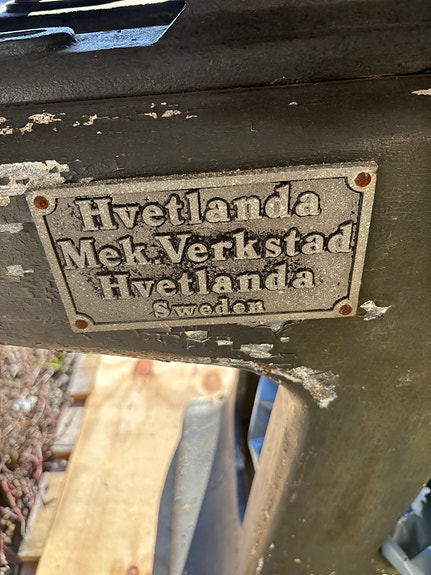 Hvetlanda
Mek. Verkstad
Hvetlanda
Sweden